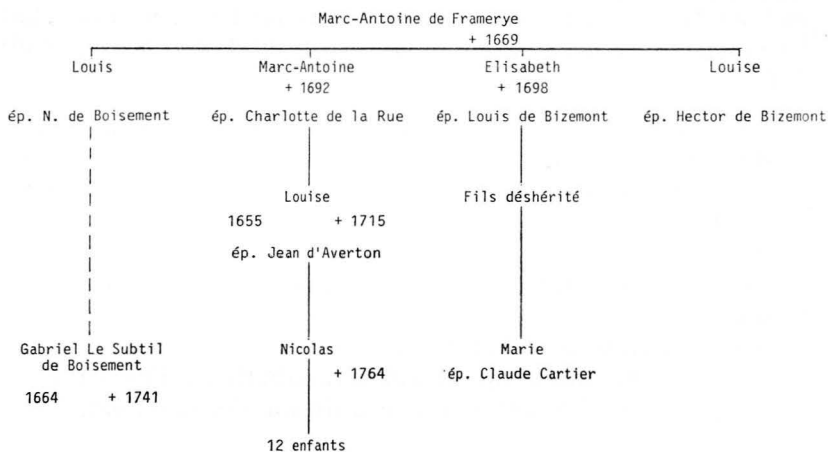 Marc-Antoine de Framerye
+ 1669
Louis Marc-Antoine Elisabeth Louise
+ 1692 + 1698
ép. N. de Boisement ép. Charlotte de la Rue ép. Louis de Bizemont ép. Hector de Bizemont
Louise Fils déshérité
1655 + 1715
ép. Jean d'Averton
Gabriel Le Subtil Nicolas Marie
de Boisement + 1764 ép. Claude Cartier
1664 + 1741
12 enfants